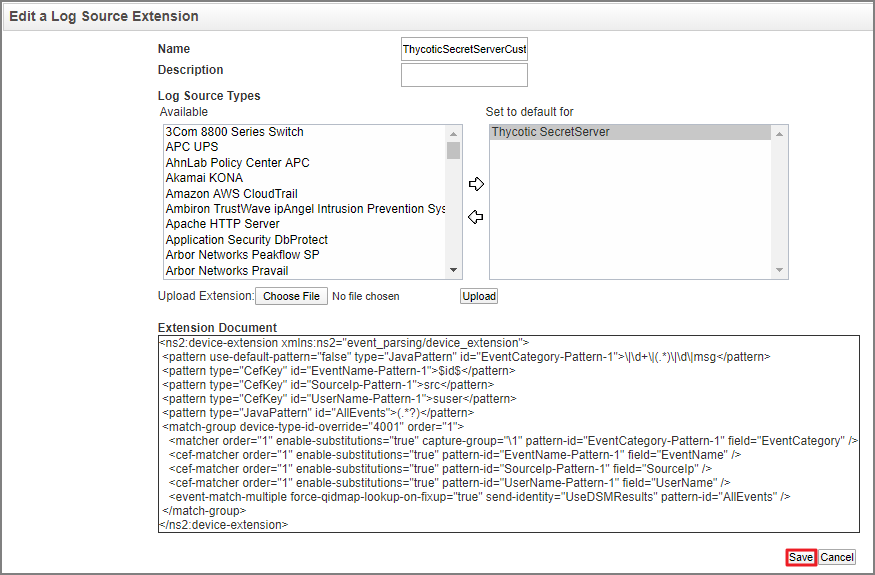 Edit a Log Source Extension
Name
ThycoticSecretServerCust
Description
Log Source Types
Available
Set to default for
3Com 8800 Series Switch
APC UPS
AhnLab Policy Center APC
Akamai KONA
Amazon AWS CloudTrail
Ambiron TrustWave ipAngel Intrusion Prevention Sys
Apache HTTP Server
Application Security DbProtect
Arbor Networks Peakflow SP
Arbor Networks Pravail
Thycotic SecretServer
Upload Extension: Choose File No file chosen Upload
Extension Document
<ns2:device-extension xmlns:ns2="event_parsing/device_extension">
<pattern use-default-pattern="false" type="JavaPattern" id="EventCategory-Pattern-1">\|\d+\|(.*)\|\d\|msg</pattern>
<pattern type="CefKey" id="EventName-Pattern-1">$id$</pattern>
<pattern type="CefKey" id="SourceIp-Pattern-1">src</pattern>
<pattern type="CefKey" id="UserName-Pattern-1">suser</pattern>
<pattern type="JavaPattern" id="AllEvents">(.*?)</pattern>
<match-group device-type-id-override="4001" order="1">
<matcher order="1" enable-substitutions="true" capture-group="\1" pattern-id="EventCategory-Pattern-1" field="EventCategory" />
<cef-matcher order="1" enable-substitutions="true" pattern-id="EventName-Pattern-1" field="EventName" />
<cef-matcher order="1" enable-substitutions="true" pattern-id="SourceIp-Pattern-1" field="SourceIp" />
<cef-matcher order="1" enable-substitutions="true" pattern-id="UserName-Pattern-1" field="UserName" />
<event-match-multiple force-qidmap-lookup-on-fixup="true" send-identity="UseDSMResults" pattern-id="AllEvents" />
</match-group>
</ns2:device-extension>
Save Cancel